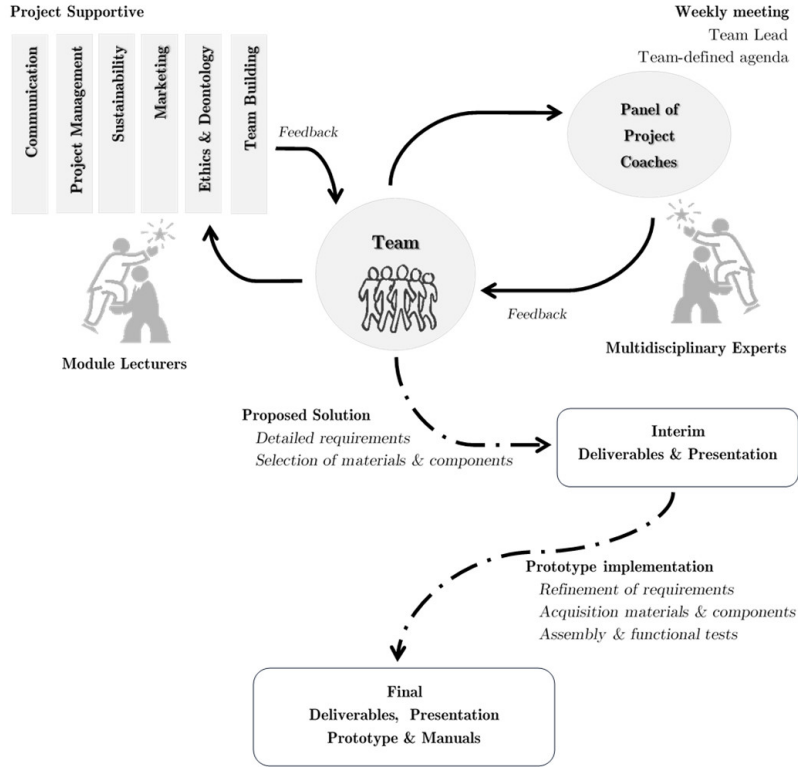 Project Supportive
Communication
Project Management
Sustainability
Marketing
Ethics & Deontology
Team Building
Feedback
Weekly meeting
Team Lead
Team-defined agenda
Panel of
Project
Coaches
Team
Feedback
Module Lecturers
Multidisciplinary Experts
Proposed Solution
Detailed requirements
Selection of materials & components
Interim
Deliverables & Presentation
Prototype implementation
Refinement of requirements
Acquisition materials & components
Assembly & functional tests
Final
Deliverables, Presentation
Prototype & Manuals